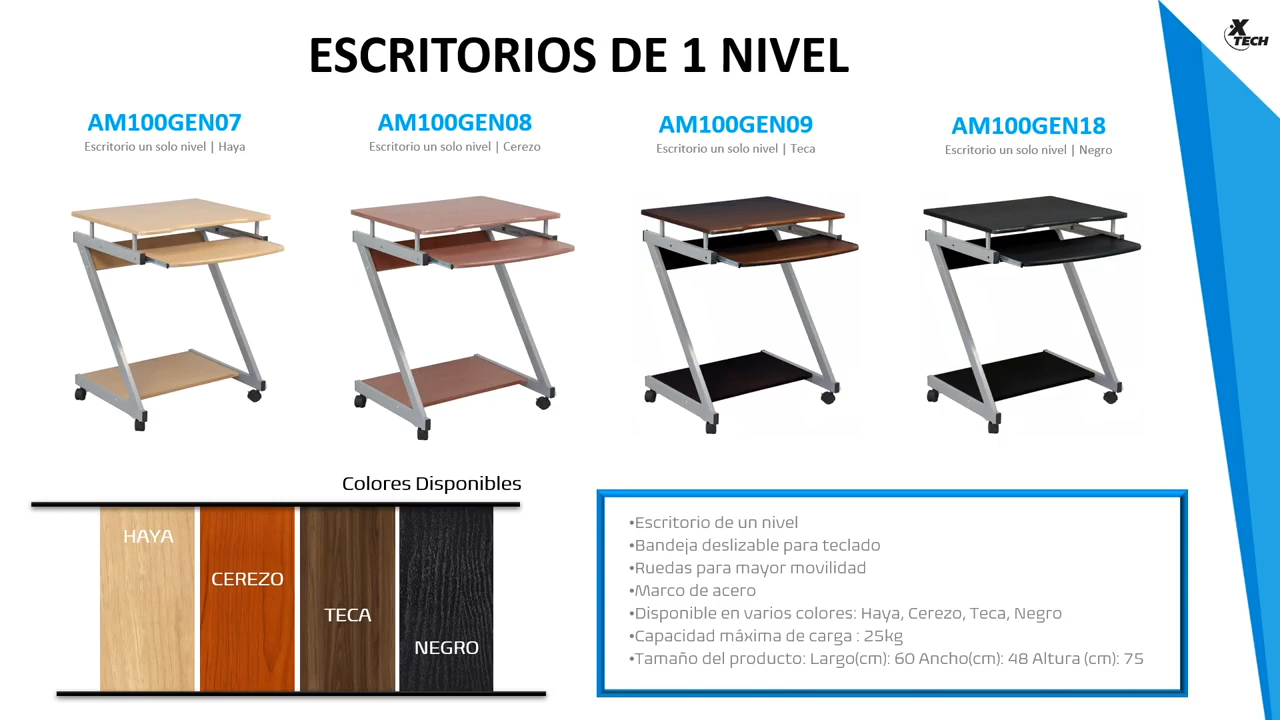 ESCRITORIOS DE 1 NIVEL
X
TECH
AM100GEN07
Escritorio un solo nivel | Haya
AM100GEN08
Escritorio un solo nivel | Cerezo
AM100GEN09
Escritorio un solo nivel | Teca
AM100GEN18
Escritorio un solo nivel | Negro
Colores Disponibles
HAYA
CEREZO
TECA
NEGRO
•Escritorio de un nivel
•Bandeja deslizable para teclado
•Ruedas para mayor movilidad
•Marco de acero
•Disponible en varios colores: Haya, Cerezo, Teca, Negro
•Capacidad máxima de carga : 25kg
•Tamaño del producto: Largo(cm): 60 Ancho(cm): 48 Altura (cm): 75